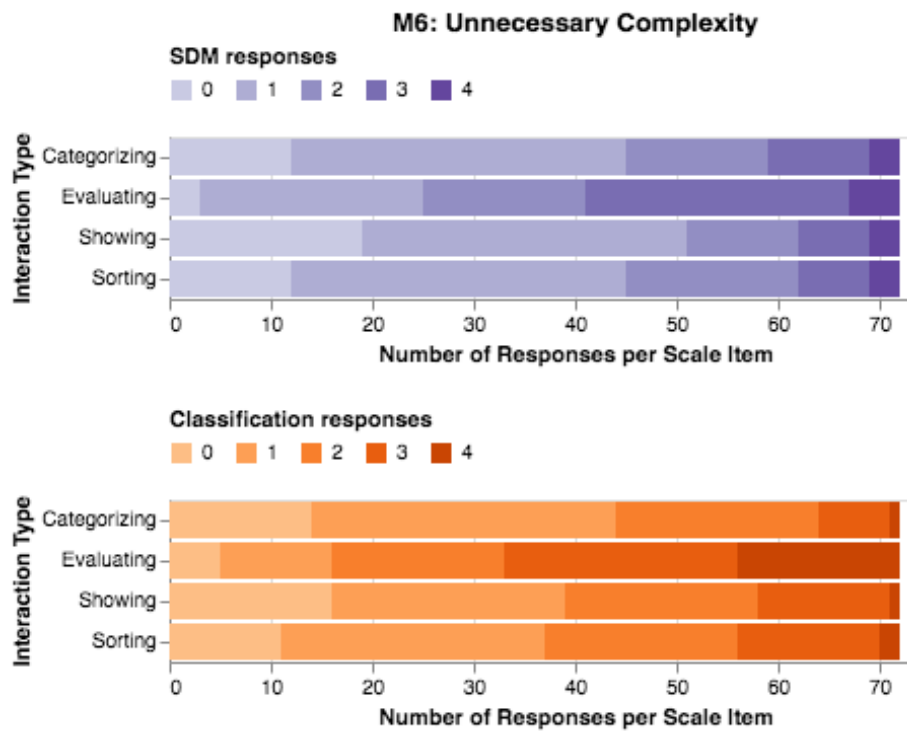 M6: Unnecessary Complexity
SDM responses
0 1 2 3 4
Interaction Type
Categorizing
Evaluating
Showing
Sorting
0 10 20 30 40 50 60 70
Number of Responses per Scale Item
Classification responses
0 1 2 3 4
Interaction Type
Categorizing
Evaluating
Showing
Sorting
0 10 20 30 40 50 60 70
Number of Responses per Scale Item